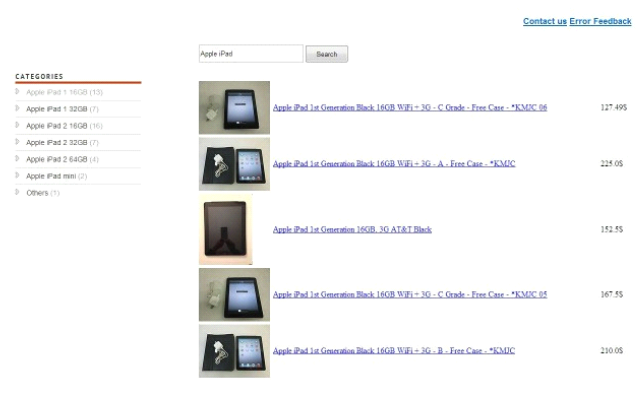 Contact us Error Feedback
Apple iPad
Search
CATEGORIES
Apple iPad 1 16GB (13)
Apple iPad 1 32GB (7)
Apple iPad 2 16GB (16)
Apple iPad 2 32GB (7)
Apple iPad 2 64GB (4)
Apple iPad mini (2)
Others (1)
Apple iPad 1st Generation Black 16GB WiFi + 3G - C Grade - Free Case - *KMJC 06 127.49$
Apple iPad 1st Generation Black 16GB WiFi + 3G - A - Free Case - *KMJC 225.0$
Apple iPad 1st Generation 16GB, 3G AT&T Black 152.5$
Apple iPad 1st Generation Black 16GB WiFi + 3G - C Grade - Free Case - *KMJC 05 167.5$
Apple iPad 1st Generation Black 16GB WiFi + 3G - B - Free Case - *KMJC 210.0$